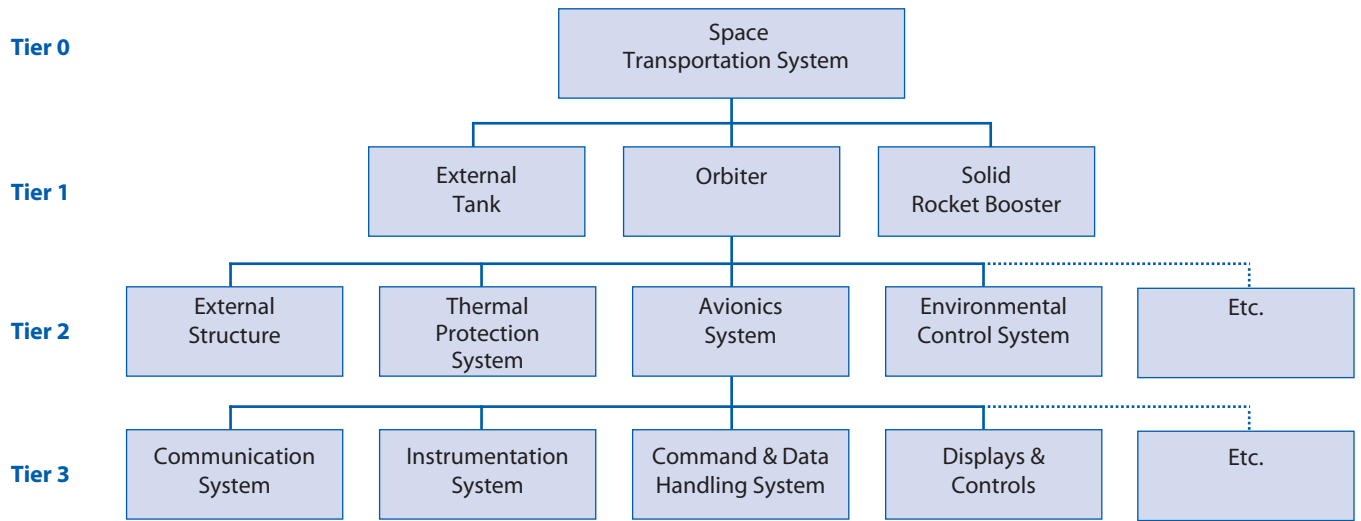 Tier 0
Space
Transportation System
Tier 1
External
Tank
Orbiter
Solid
Rocket Booster
Tier 2
External
Structure
Thermal
Protection
System
Avionics
System
Environmental
Control System
Etc.
Tier 3
Communication
System
Instrumentation
System
Command & Data
Handling System
Displays &
Controls
Etc.